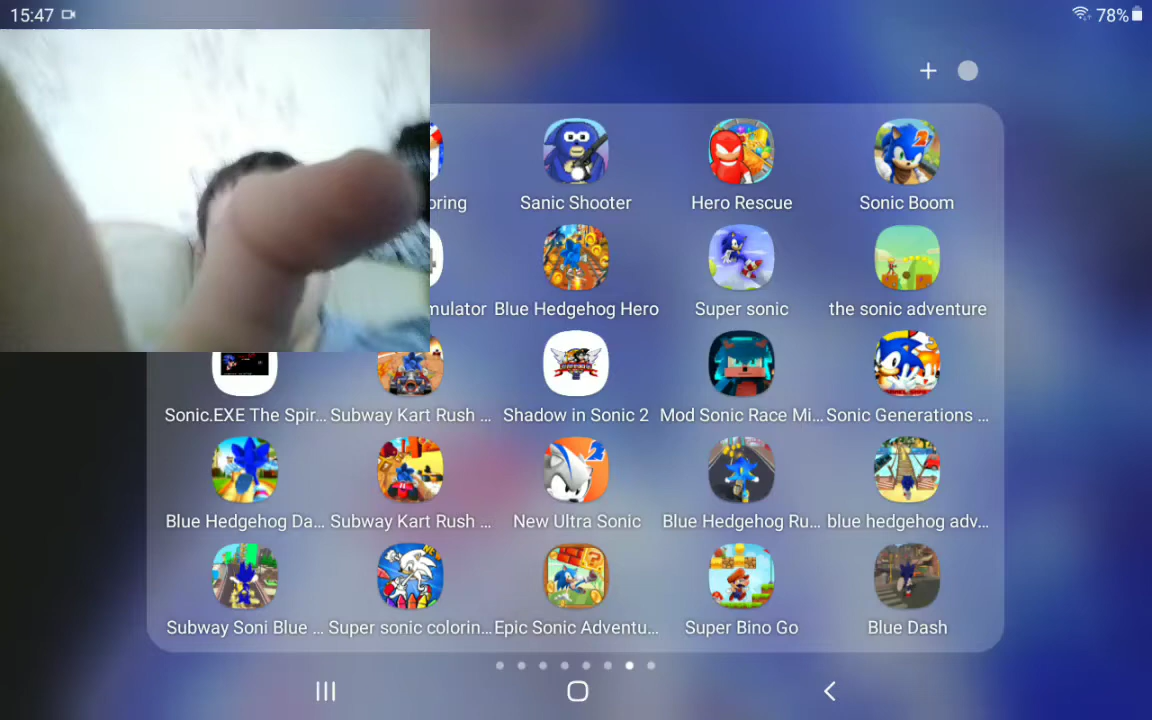 15:47 78%
oring Sanic Shooter Hero Rescue Sonic Boom
mulator Blue Hedgehog Hero Super sonic the sonic adventure
Sonic.EXE The Spir... Subway Kart Rush ... Shadow in Sonic 2 Mod Sonic Race Mi... Sonic Generations ...
Blue Hedgehog Da... Subway Kart Rush ... New Ultra Sonic Blue Hedgehog Ru... blue hedgehog adv...
Subway Soni Blue ... Super sonic colorin... Epic Sonic Adventu... Super Bino Go Blue Dash